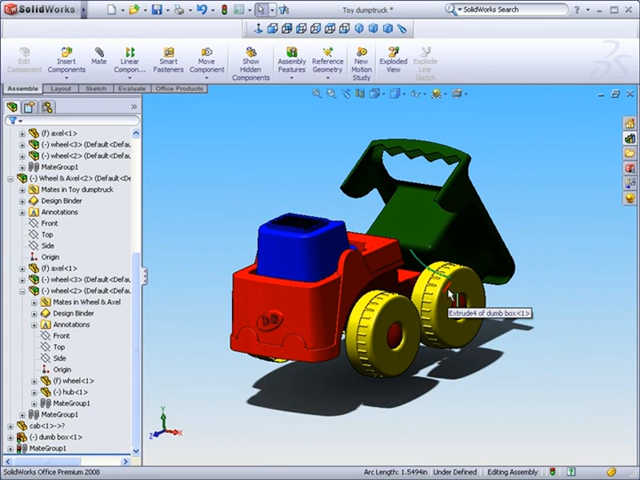 SolidWorks
Toy dumptruck *
SolidWorks Search
Edit Component
Insert Components
Mate
Linear Compon...
Smart Fasteners
Move Component
Show Hidden Components
Assembly Features
Reference Geometry
New Motion Study
Exploded View
Explode Line Sketch
Assemble
Layout
Sketch
Evaluate
Office Products
(f) axel<1>
(-) wheel<3> (Default<Defa
(-) wheel<2> (Default<Defa
MateGroup1
(-) Wheel & Axel<2> (Default<De
Mates in Toy dumptruck
Design Binder
Annotations
Front
Top
Side
Origin
(f) axel<1>
(-) wheel<3> (Default<Defa
(-) wheel<2> (Default<Defa
Mates in Wheel & Axel
Design Binder
Annotations
Front
Top
Side
Origin
(f) wheel<1>
(-) hub<1>
MateGroup1
MateGroup1
cab<1>->?
(-) dumb box<1>
MateGroup1
Extrude4 of dumb box<1>
Y
X
Z
SolidWorks Office Premium 2008
Arc Length: 1.5494in
Under Defined
Editing Assembly